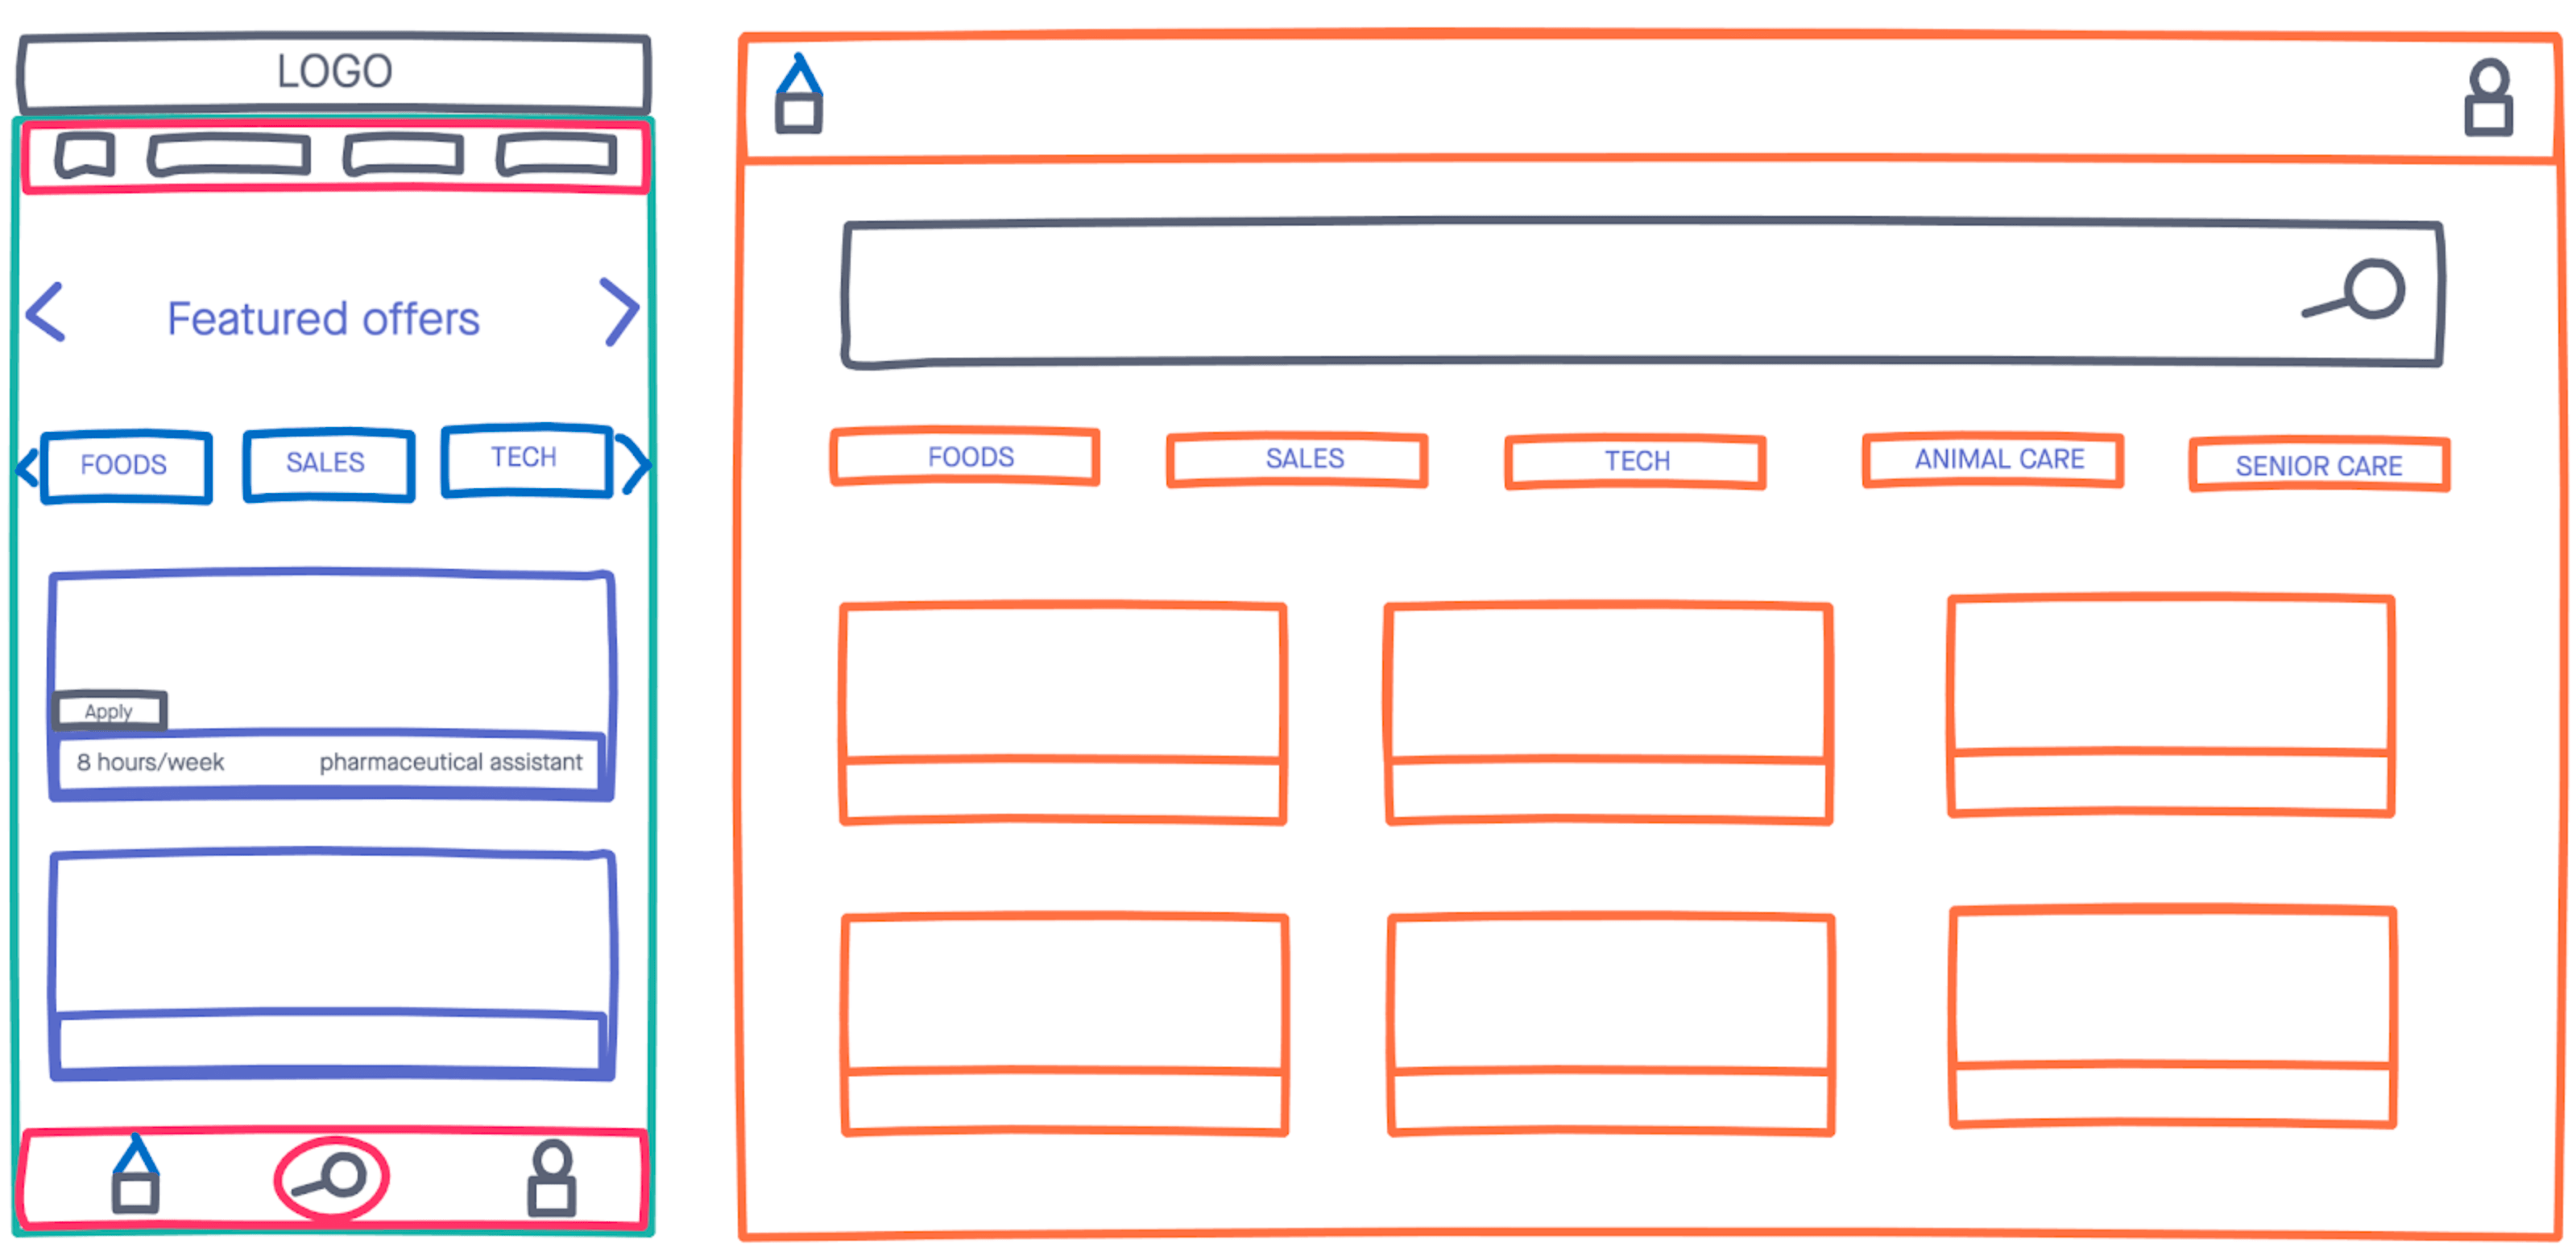 LOGO
Featured offers
FOODS SALES TECH
Apply
8 hours/week pharmaceutical assistant
FOODS SALES TECH ANIMAL CARE SENIOR CARE